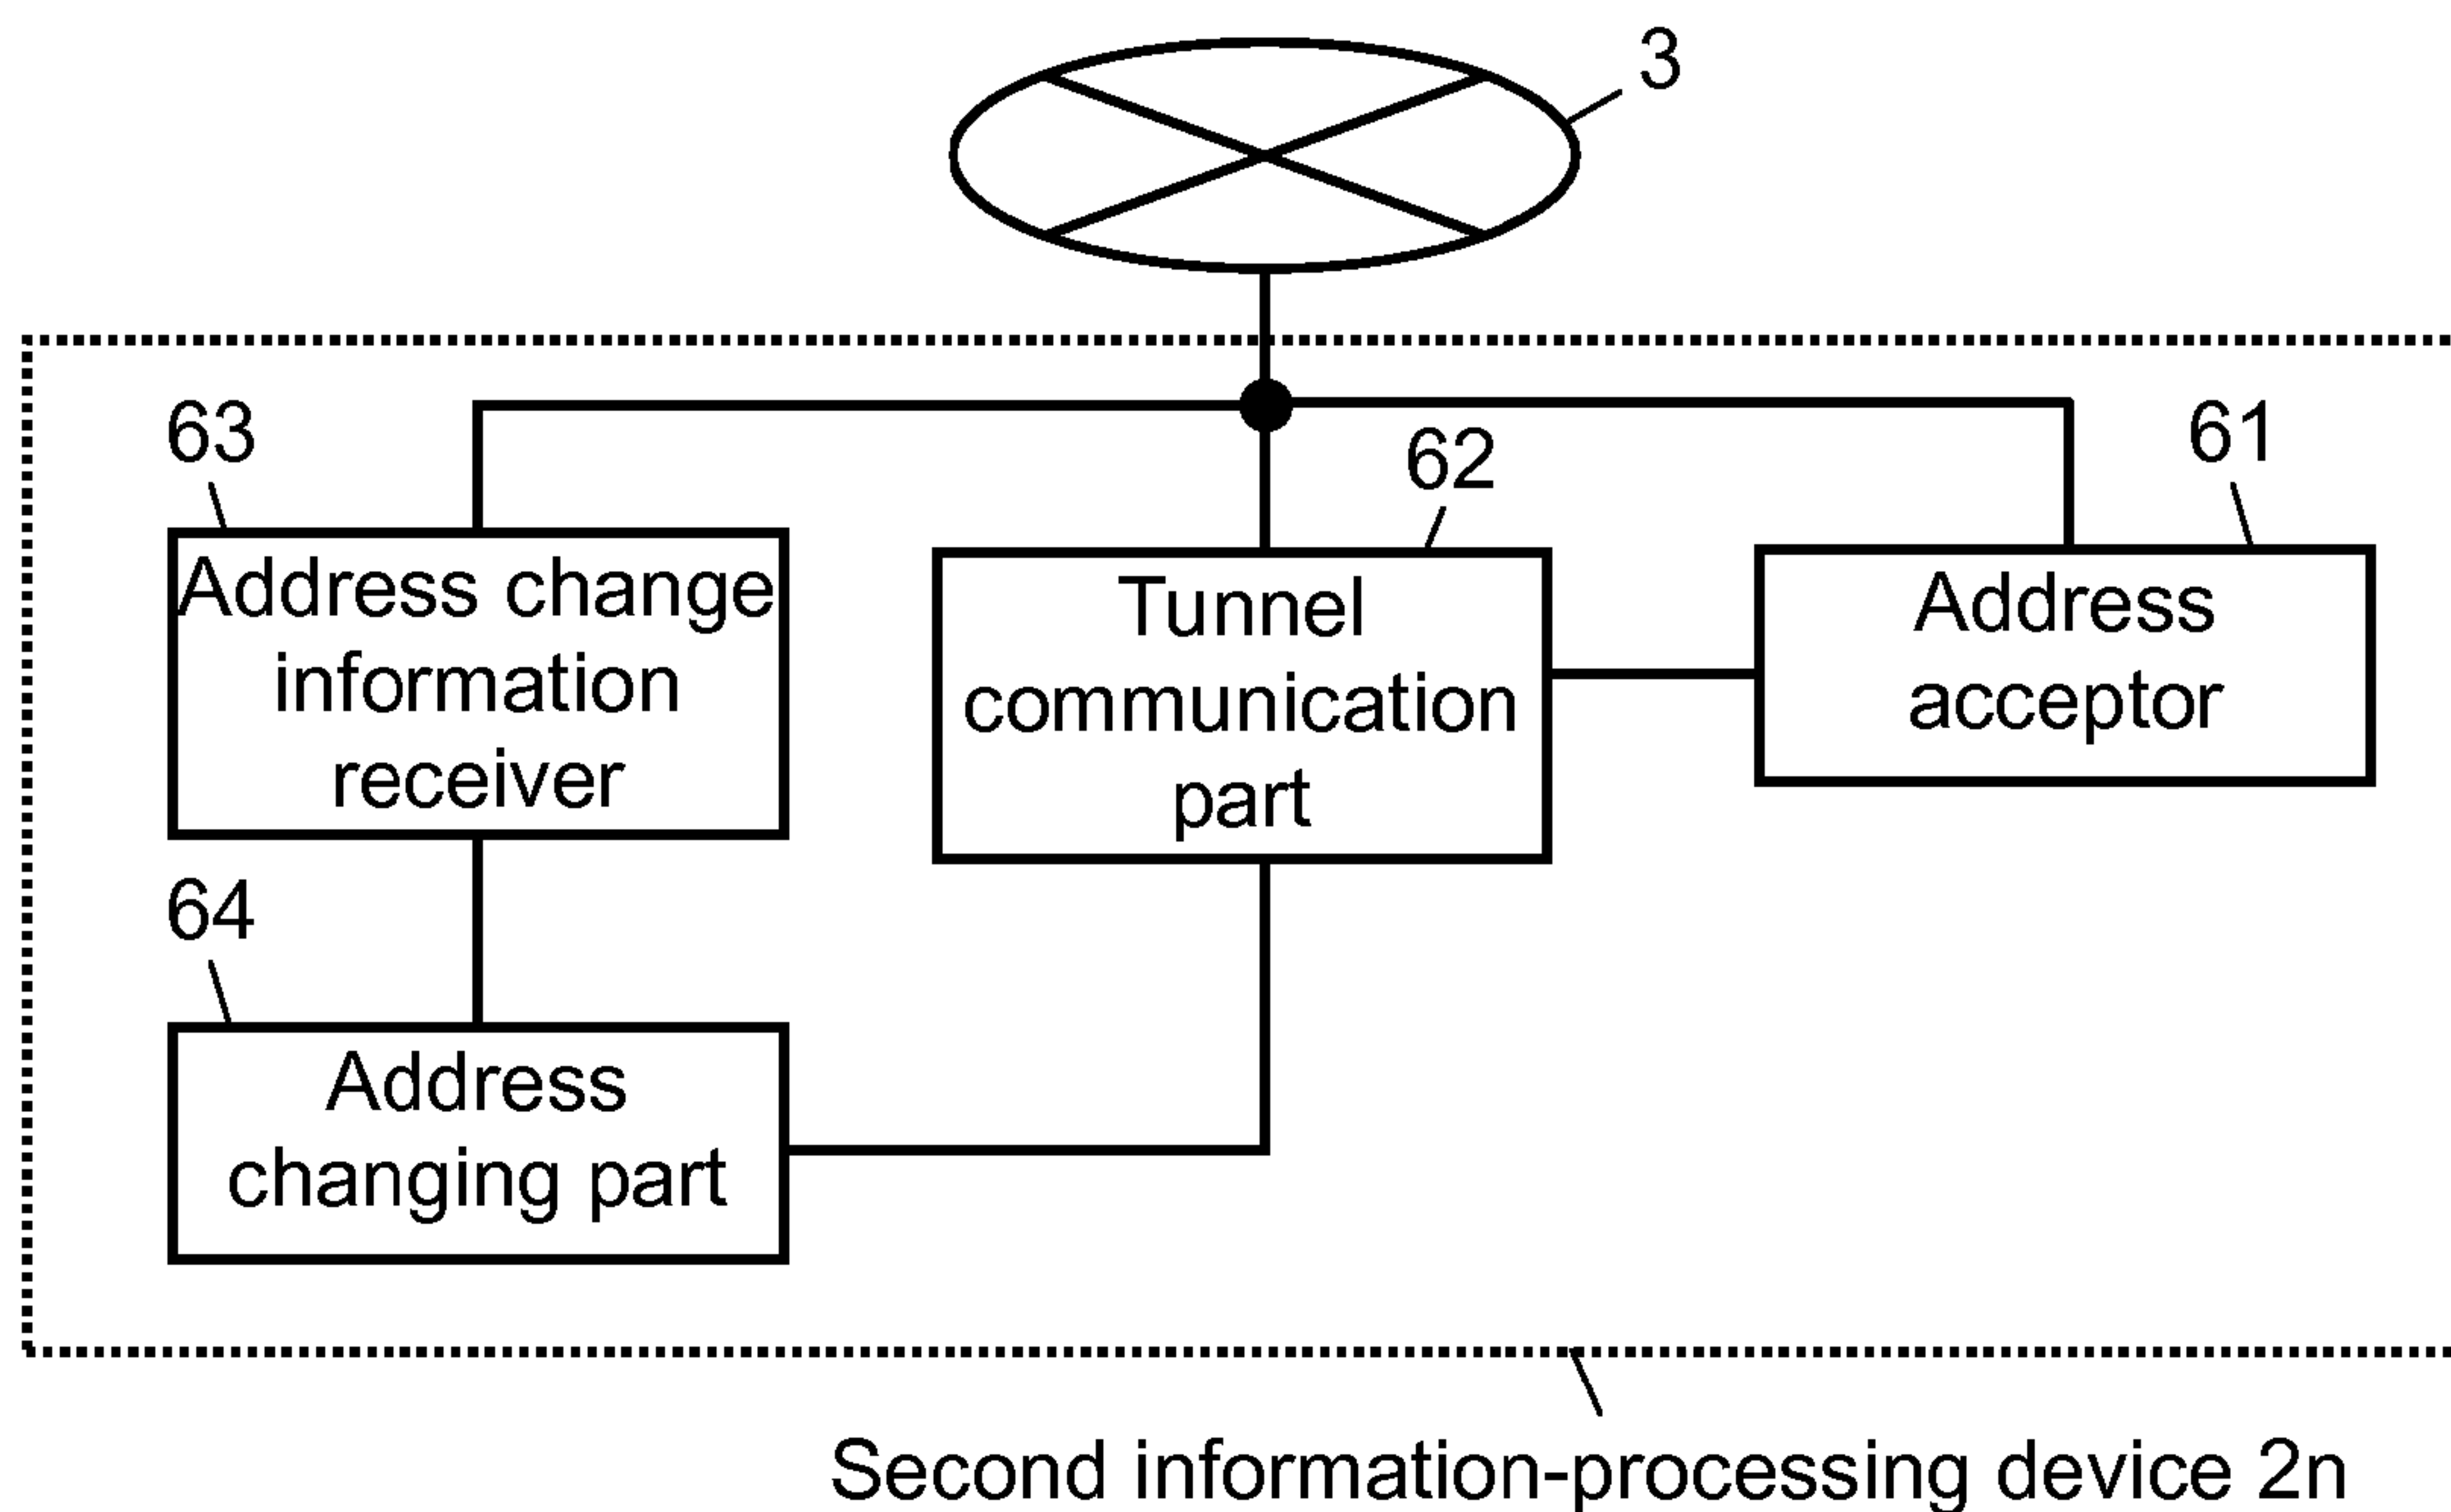 3
63
62
61
Address change
information
receiver
Tunnel
communication
part
Address
acceptor
64
Address
changing part
Second information-processing device 2n